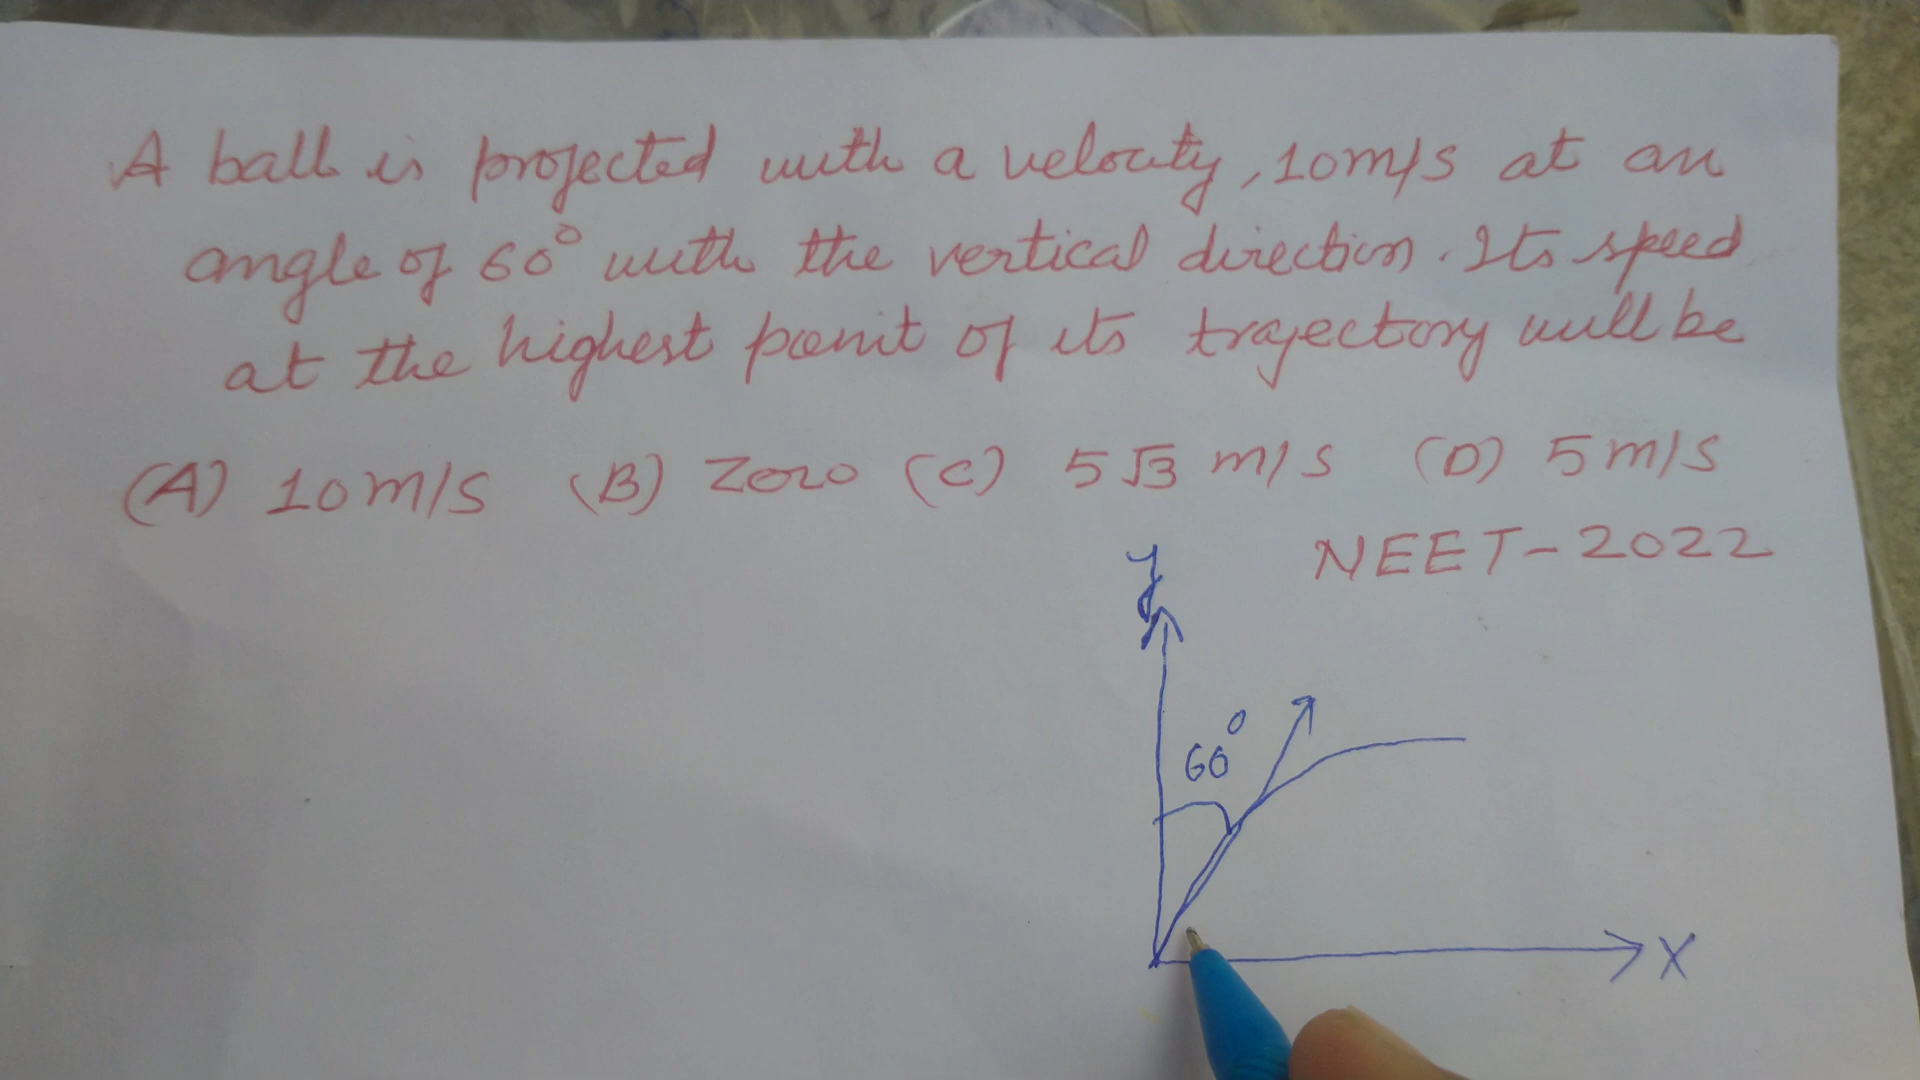 A ball is projected with a velocity, 10m/s at an
angle of 60° with the vertical direction. Its speed
at the highest point of its trajectory will be
(A) 10m/s (B) Zero (C) 5√3 m/s (D) 5m/s
NEET-2022
y
60°
X